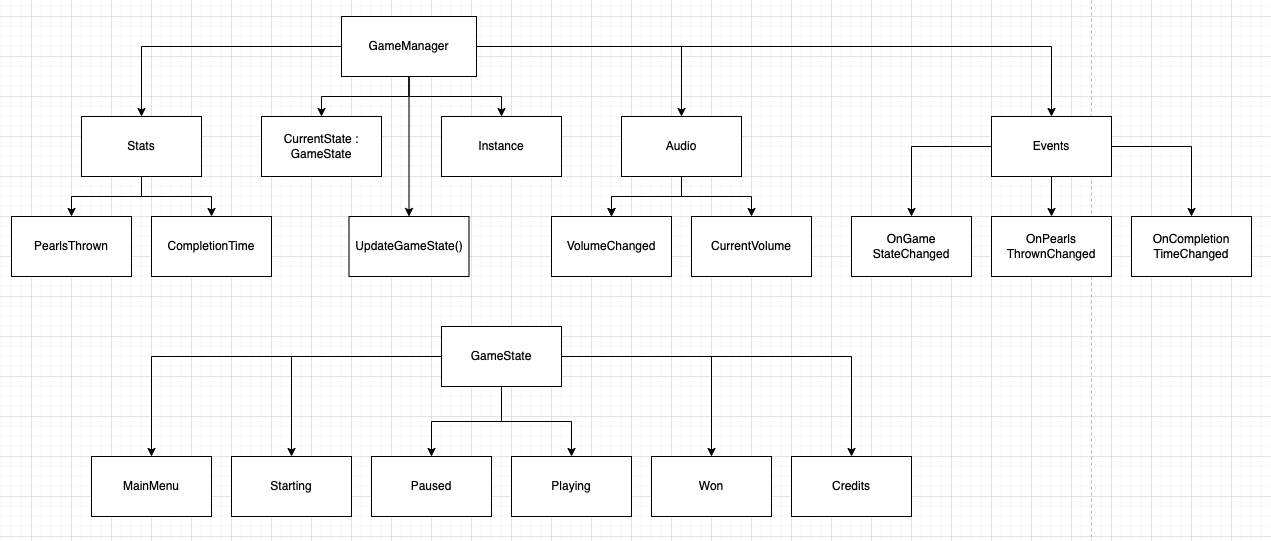 GameManager
Stats
CurrentState :
GameState
Instance
Audio
Events
PearlsThrown
CompletionTime
UpdateGameState()
VolumeChanged
CurrentVolume
OnGame
StateChanged
OnPearls
ThrownChanged
OnCompletion
TimeChanged
GameState
MainMenu
Starting
Paused
Playing
Won
Credits